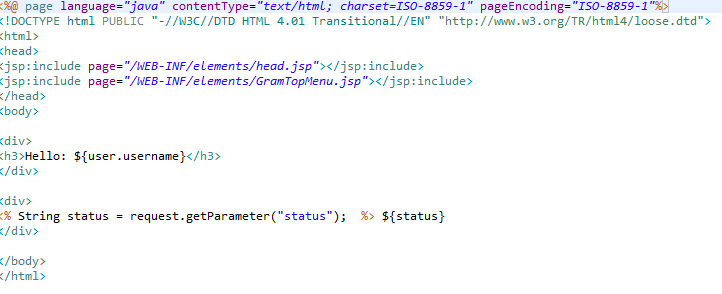 <%@ page language="java" contentType="text/html; charset=ISO-8859-1" pageEncoding="ISO-8859-1"%>
<!DOCTYPE html PUBLIC "-//W3C//DTD HTML 4.01 Transitional//EN" "http://www.w3.org/TR/html4/loose.dtd">
<html>
<head>
<jsp:include page="/WEB-INF/elements/head.jsp"></jsp:include>
<jsp:include page="/WEB-INF/elements/GramTopMenu.jsp"></jsp:include>
</head>
<body>
<div>
<h3>Hello: ${user.username}</h3>
</div>
<div>
<% String status = request.getParameter("status");  %> ${status}
</div>
</body>
</html>